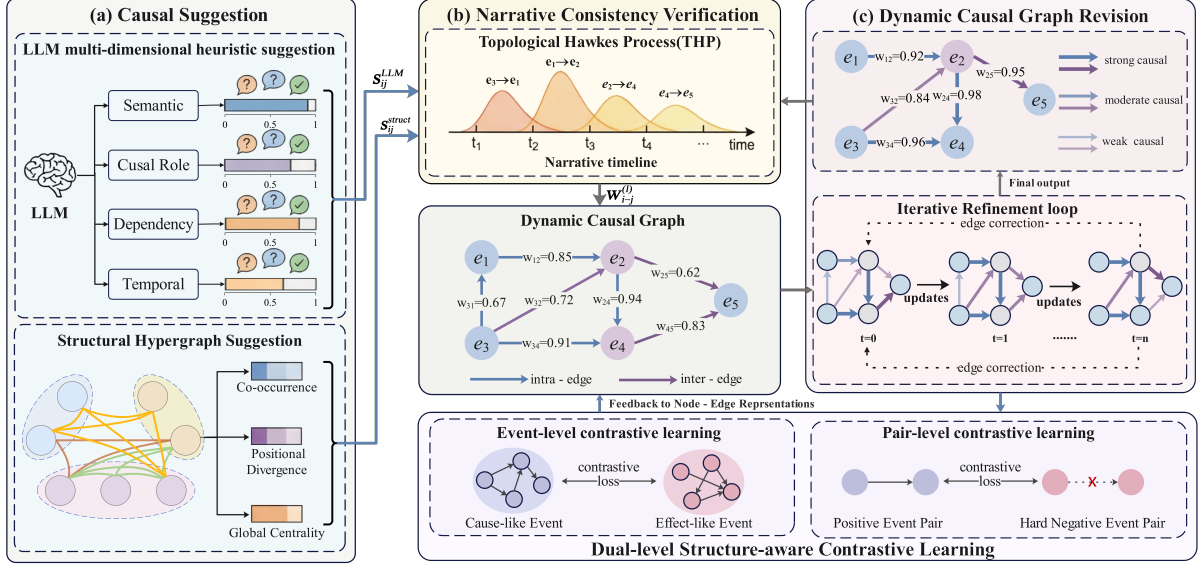 (a) Causal Suggestion
LLM multi-dimensional heuristic suggestion
LLM
Semantic
? ? ✓
0 0.5 1
Cusal Role
? ? ✓
0 0.5 1
Dependency
? ? ✓
0 0.5 1
Temporal
? ? ✓
0 0.5 1
Structural Hypergraph Suggestion
Co-occurrence
Positional
Divergence
Global Centrality
S_{ij}^{LLM}
S_{ij}^{struct}
(b) Narrative Consistency Verification
Topological Hawkes Process(THP)
e₃→e₁
e₁→e₂
e₂→e₄
e₄→e₅
t₁ t₂ t₃ t₄ ... time
Narrative timeline
W_{i-j}^{(l)}
Dynamic Causal Graph
e₁
w₁₂=0.85
e₂
w₂₅=0.62
w₃₁=0.67
w₃₂=0.72
w₂₄=0.94
e₅
w₄₅=0.83
e₃
w₃₄=0.91
e₄
intra - edge
inter - edge
(c) Dynamic Causal Graph Revision
e₁
w₁₂=0.92
e₂
w₂₅=0.95
w₃₂=0.84
w₂₄=0.98
e₅
e₃
w₃₄=0.96
e₄
strong causal
moderate causal
weak causal
Final output
Iterative Refinement loop
edge correction
updates
updates
t=0
t=1
.......
t=n
edge correction
Feedback to Node - Edge Reprsentations
Event-level contrastive learning
contrastive
loss
Cause-like Event
Effect-like Event
Pair-level contrastive learning
contrastive
loss
X
Positive Event Pair
Hard Negative Event Pair
Dual-level Structure-aware Contrastive Learning